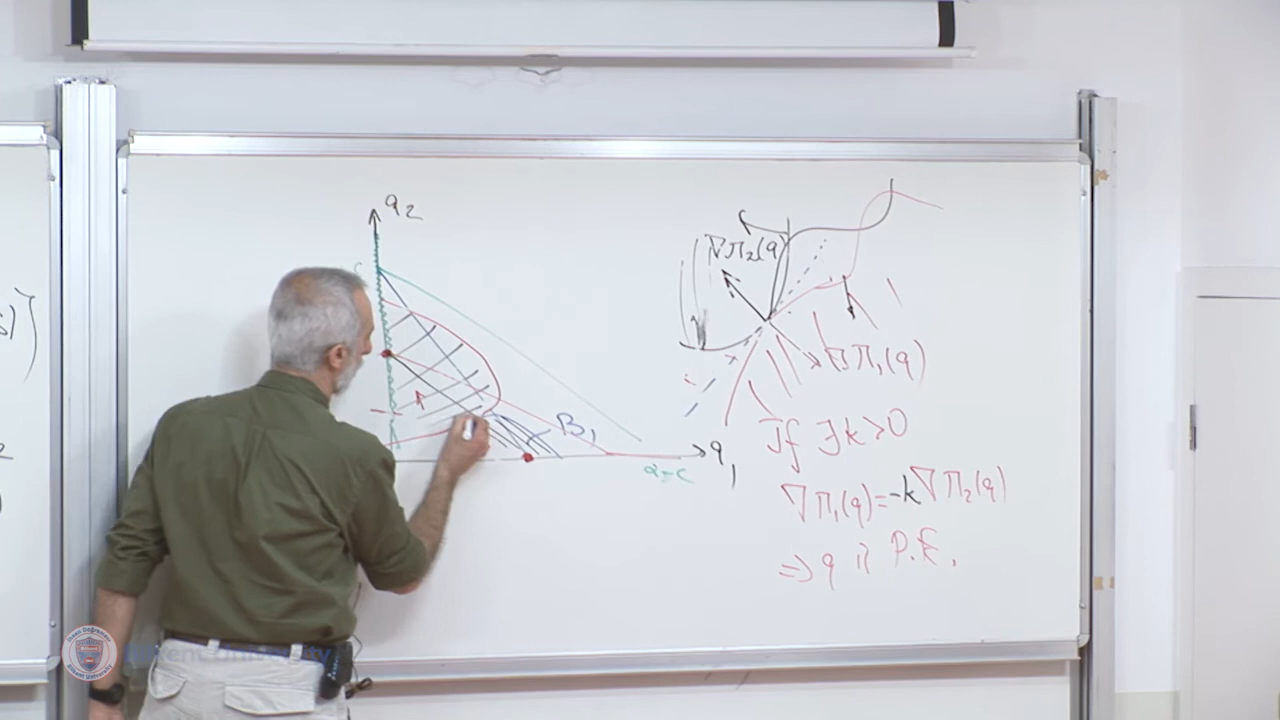 q₂
∇Π₂(q)
∇Π₁(q)
B₁
q₁
α-c
If ∃k>0
∇Π₁(q)=-k∇Π₂(q)
⇒ q is P.E.